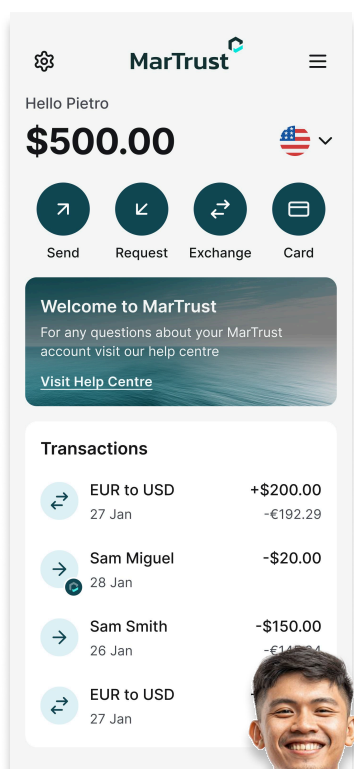 MarTrust
Hello Pietro
$500.00
Send Request Exchange Card
Welcome to MarTrust
For any questions about your MarTrust
account visit our help centre
Visit Help Centre
Transactions
EUR to USD +$200.00
27 Jan -€192.29
Sam Miguel -$20.00
28 Jan
Sam Smith -$150.00
26 Jan
EUR to USD
27 Jan